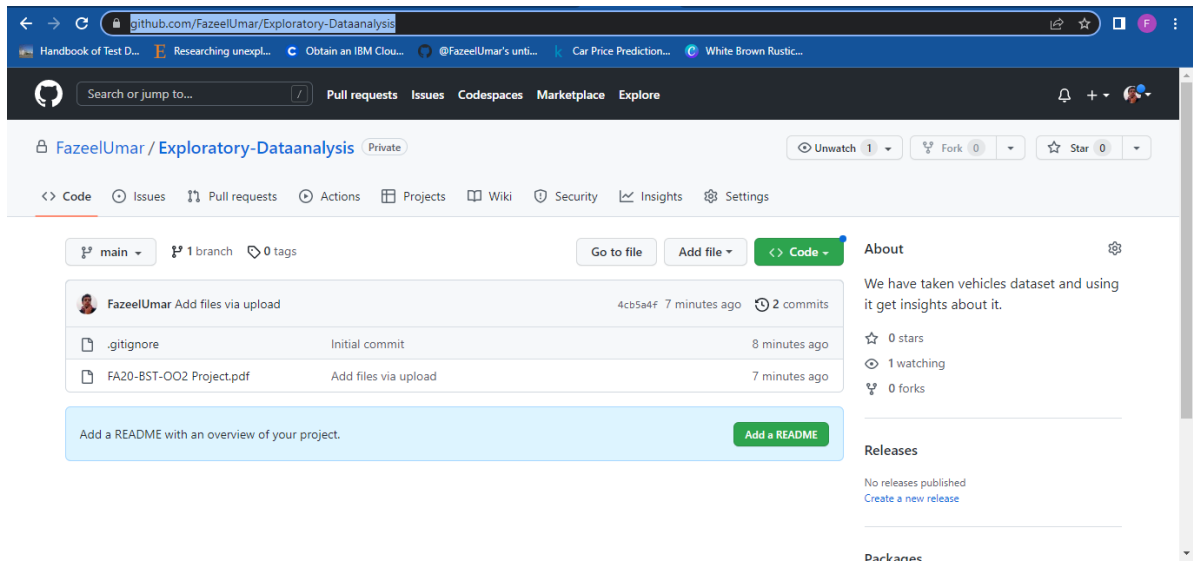 github.com/FazeelUmar/Exploratory-Dataanalysis F
Handbook of Test D... Researching unexpl... Obtain an IBM Clou... @FazeelUmar's unti... Car Price Prediction... White Brown Rustic...
Search or jump to... / Pull requests Issues Codespaces Marketplace Explore
FazeelUmar / Exploratory-Dataanalysis Private Unwatch 1 Fork 0 Star 0
Code Issues Pull requests Actions Projects Wiki Security Insights Settings
main 1 branch 0 tags Go to file Add file Code
FazeelUmar Add files via upload 4cb5a4f 7 minutes ago 2 commits
.gitignore Initial commit 8 minutes ago
FA20-BST-OO2 Project.pdf Add files via upload 7 minutes ago
Add a README with an overview of your project. Add a README
About
We have taken vehicles dataset and using
it get insights about it.
0 stars
1 watching
0 forks
Releases
No releases published
Create a new release
Packages